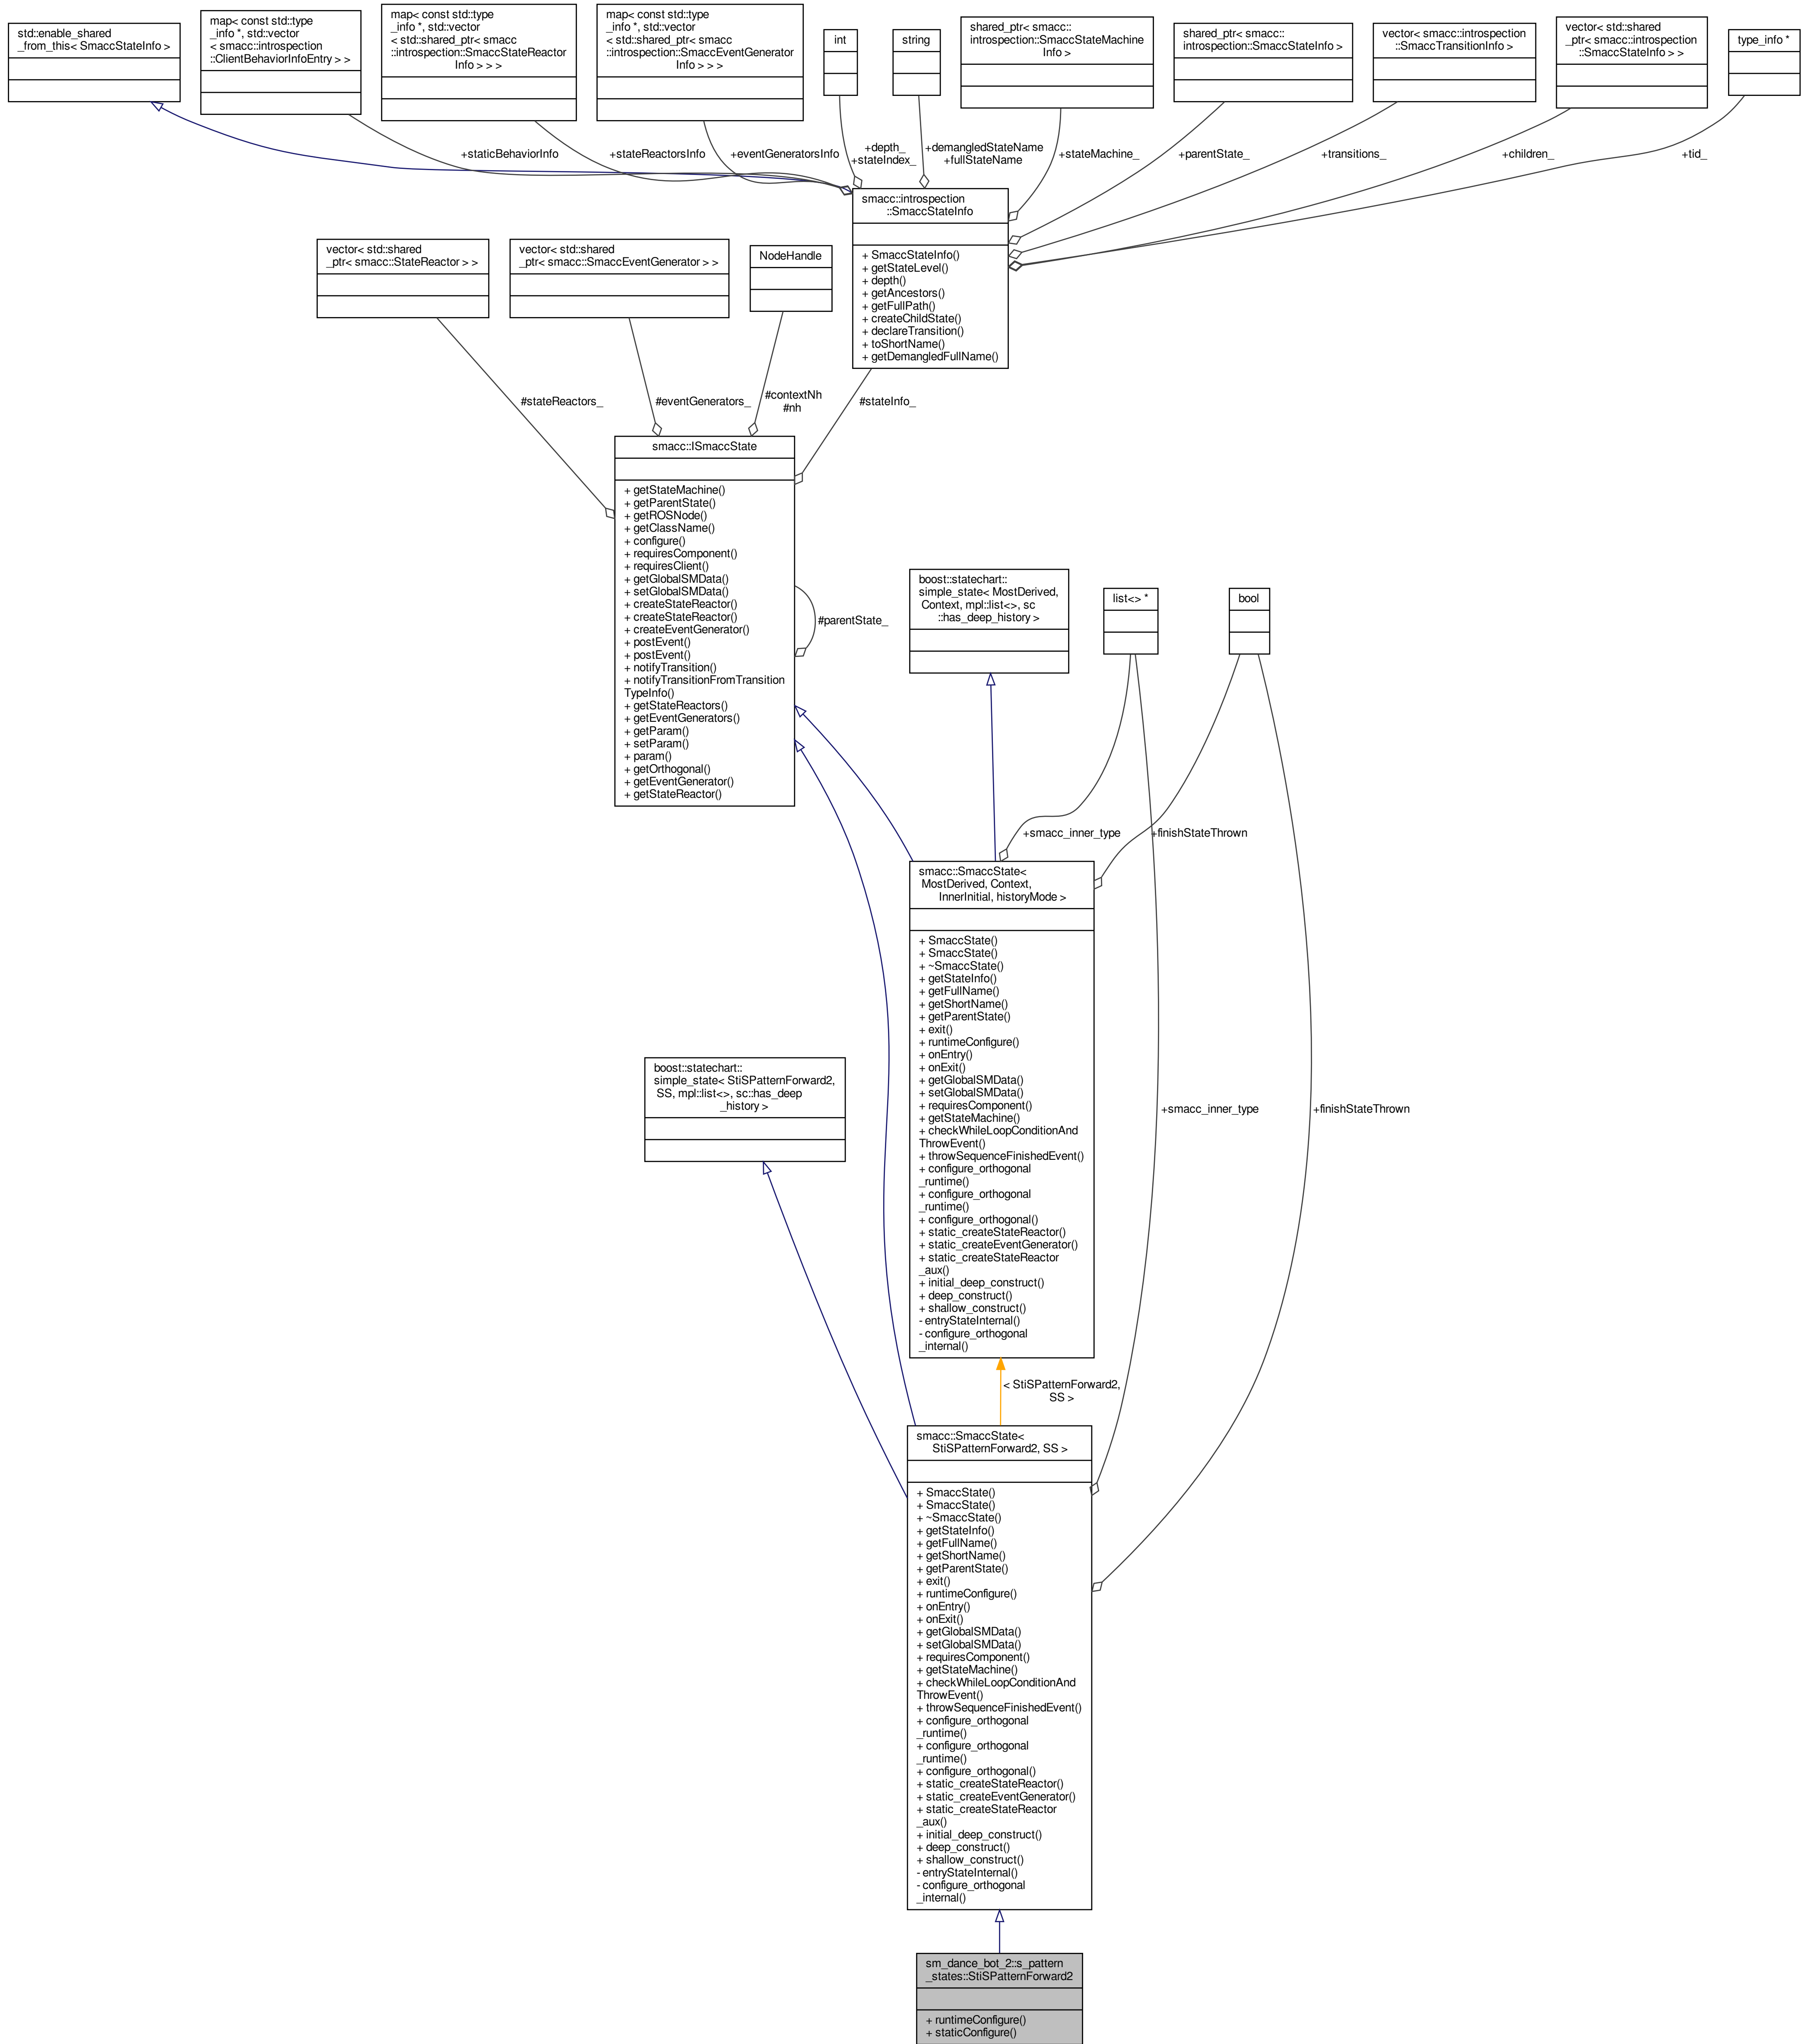 std::enable_shared
_from_this< SmaccStateInfo >
map< const std::type
_info *, std::vector
< smacc::introspection
::ClientBehaviorInfoEntry > >
map< const std::type
_info *, std::vector
< std::shared_ptr< smacc
::introspection::SmaccStateReactor
Info > > >
map< const std::type
_info *, std::vector
< std::shared_ptr< smacc
::introspection::SmaccEventGenerator
Info > > >
int
string
shared_ptr< smacc::
introspection::SmaccStateMachine
Info >
shared_ptr< smacc::
introspection::SmaccStateInfo >
vector< smacc::introspection
::SmaccTransitionInfo >
vector< std::shared
_ptr< smacc::introspection
::SmaccStateInfo > >
type_info *
+staticBehaviorInfo
+stateReactorsInfo
+eventGeneratorsInfo
+depth_
+stateIndex_
+demangledStateName
+fullStateName
+stateMachine_
+parentState_
+transitions_
+children_
+tid_
smacc::introspection
::SmaccStateInfo
+ SmaccStateInfo()
+ getStateLevel()
+ depth()
+ getAncestors()
+ getFullPath()
+ createChildState()
+ declareTransition()
+ toShortName()
+ getDemangledFullName()
vector< std::shared
_ptr< smacc::StateReactor > >
vector< std::shared
_ptr< smacc::SmaccEventGenerator > >
NodeHandle
#stateReactors_
#eventGenerators_
#contextNh
#nh
#stateInfo_
smacc::ISmaccState
+ getStateMachine()
+ getParentState()
+ getROSNode()
+ getClassName()
+ configure()
+ requiresComponent()
+ requiresClient()
+ getGlobalSMData()
+ setGlobalSMData()
+ createStateReactor()
+ createStateReactor()
+ createEventGenerator()
+ postEvent()
+ postEvent()
+ notifyTransition()
+ notifyTransitionFromTransition
TypeInfo()
+ getStateReactors()
+ getEventGenerators()
+ getParam()
+ setParam()
+ param()
+ getOrthogonal()
+ getEventGenerator()
+ getStateReactor()
#parentState_
boost::statechart::
simple_state< MostDerived,
Context, mpl::list<>, sc
::has_deep_history >
list<> *
bool
+smacc_inner_type
+finishStateThrown
smacc::SmaccState<
MostDerived, Context,
InnerInitial, historyMode >
+ SmaccState()
+ SmaccState()
+ ~SmaccState()
+ getStateInfo()
+ getFullName()
+ getShortName()
+ getParentState()
+ exit()
+ runtimeConfigure()
+ onEntry()
+ onExit()
+ getGlobalSMData()
+ setGlobalSMData()
+ requiresComponent()
+ getStateMachine()
+ checkWhileLoopConditionAnd
ThrowEvent()
+ throwSequenceFinishedEvent()
+ configure_orthogonal
_runtime()
+ configure_orthogonal
_runtime()
+ configure_orthogonal()
+ static_createStateReactor()
+ static_createEventGenerator()
+ static_createStateReactor
_aux()
+ initial_deep_construct()
+ deep_construct()
+ shallow_construct()
- entryStateInternal()
- configure_orthogonal
_internal()
boost::statechart::
simple_state< StiSPatternForward2,
SS, mpl::list<>, sc::has_deep
_history >
+smacc_inner_type
+finishStateThrown
< StiSPatternForward2,
SS >
smacc::SmaccState<
StiSPatternForward2, SS >
+ SmaccState()
+ SmaccState()
+ ~SmaccState()
+ getStateInfo()
+ getFullName()
+ getShortName()
+ getParentState()
+ exit()
+ runtimeConfigure()
+ onEntry()
+ onExit()
+ getGlobalSMData()
+ setGlobalSMData()
+ requiresComponent()
+ getStateMachine()
+ checkWhileLoopConditionAnd
ThrowEvent()
+ throwSequenceFinishedEvent()
+ configure_orthogonal
_runtime()
+ configure_orthogonal
_runtime()
+ configure_orthogonal()
+ static_createStateReactor()
+ static_createEventGenerator()
+ static_createStateReactor
_aux()
+ initial_deep_construct()
+ deep_construct()
+ shallow_construct()
- entryStateInternal()
- configure_orthogonal
_internal()
sm_dance_bot_2::s_pattern
_states::StiSPatternForward2
+ runtimeConfigure()
+ staticConfigure()